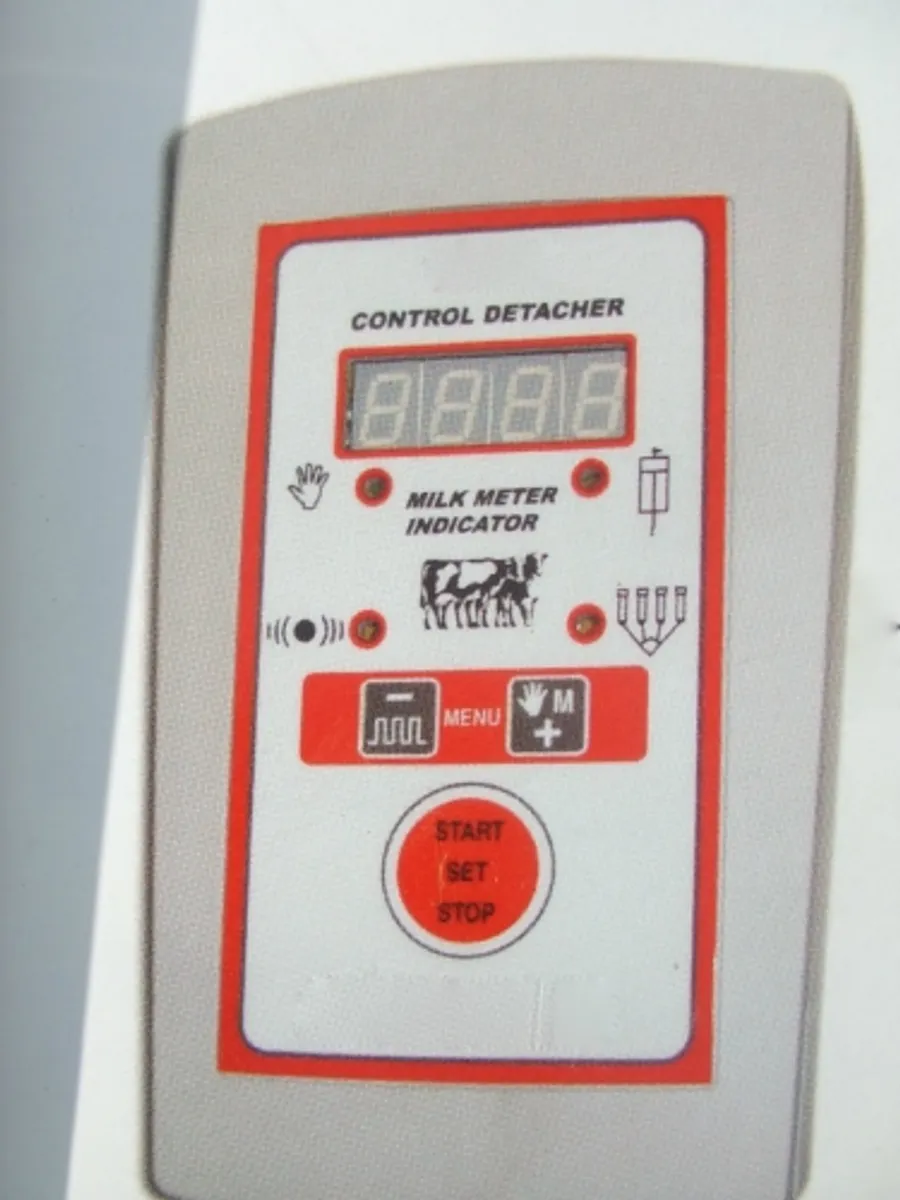 CONTROL DETACHER
MILK METER
INDICATOR
− MENU M +
START
SET
STOP